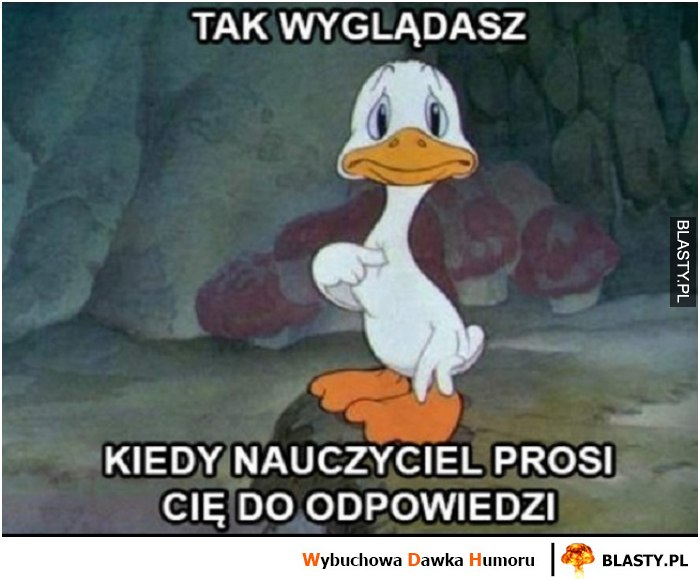 TAK WYGLĄDASZ
BLASTY.PL
KIEDY NAUCZYCIEL PROSI
CIĘ DO ODPOWIEDZI
Wybuchowa Dawka Humoru
BLASTY.PL